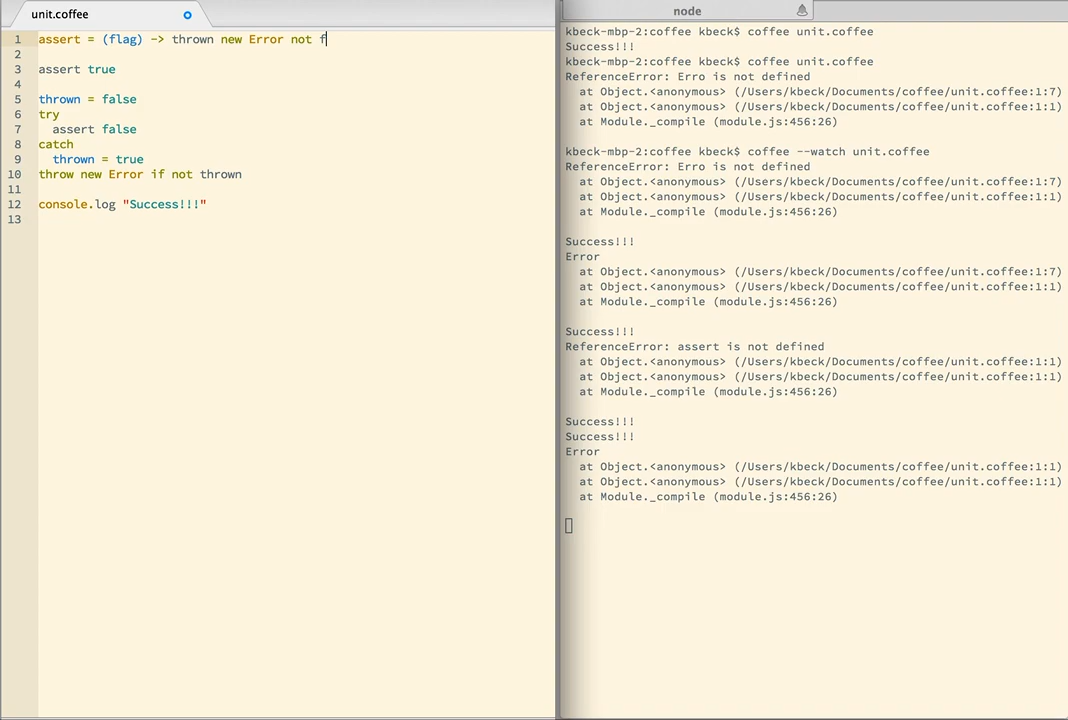 unit.coffee
1 assert = (flag) -> thrown new Error not f
2
3 assert true
4
5 thrown = false
6 try
7 assert false
8 catch
9 thrown = true
10 throw new Error if not thrown
11
12 console.log "Success!!!"
13
node
kbeck-mbp-2:coffee kbeck$ coffee unit.coffee
Success!!!
kbeck-mbp-2:coffee kbeck$ coffee unit.coffee
ReferenceError: Erro is not defined
at Object.<anonymous> (/Users/kbeck/Documents/coffee/unit.coffee:1:7)
at Object.<anonymous> (/Users/kbeck/Documents/coffee/unit.coffee:1:1)
at Module._compile (module.js:456:26)
kbeck-mbp-2:coffee kbeck$ coffee --watch unit.coffee
ReferenceError: Erro is not defined
at Object.<anonymous> (/Users/kbeck/Documents/coffee/unit.coffee:1:7)
at Object.<anonymous> (/Users/kbeck/Documents/coffee/unit.coffee:1:1)
at Module._compile (module.js:456:26)
Success!!!
Error
at Object.<anonymous> (/Users/kbeck/Documents/coffee/unit.coffee:1:7)
at Object.<anonymous> (/Users/kbeck/Documents/coffee/unit.coffee:1:1)
at Module._compile (module.js:456:26)
Success!!!
ReferenceError: assert is not defined
at Object.<anonymous> (/Users/kbeck/Documents/coffee/unit.coffee:1:1)
at Object.<anonymous> (/Users/kbeck/Documents/coffee/unit.coffee:1:1)
at Module._compile (module.js:456:26)
Success!!!
Success!!!
Error
at Object.<anonymous> (/Users/kbeck/Documents/coffee/unit.coffee:1:1)
at Object.<anonymous> (/Users/kbeck/Documents/coffee/unit.coffee:1:1)
at Module._compile (module.js:456:26)